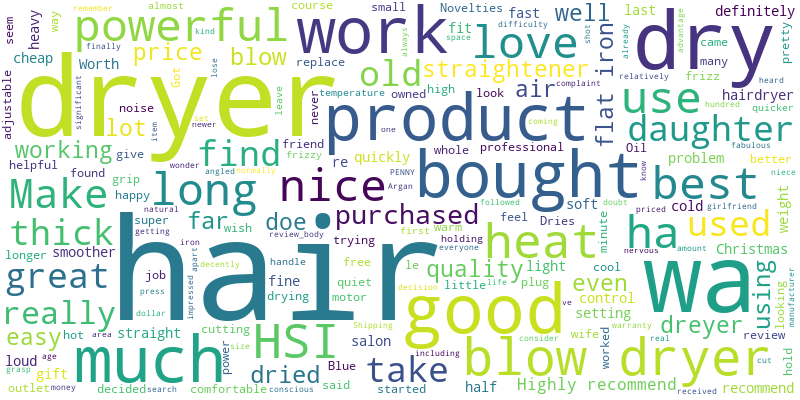 hair
dryer
dry
wa
product
work
bought
good
much
powerful
love
heat
nice
long
best
use
ha
HSI
blow dryer
great
Make
thick
find
really
old
used
daughter
take
purchased
straightener
flat iron
price
blow
air
well
quality
dreyer
using
even
easy
far
doe
dried
lot
working
Highly recommend
recommend
definitely
hairdryer
Novelties
fast
fit
last
small
course
almost
remember
way
seem
heavy
kind
finally
cheap
Worth
Got
replace
shot
space
difficulty
always
already
came
many
pretty
advantage
relatively
heard
frizz
quicker
hundred
fabulous
Oil
problem
better
niece
know
cold
weight
priced
girlfriend
nervous
amount
Christmas
minute
cool
setting
control
plug
light
little
life
decision
le
motor
quiet
free
holding
everyone
warm
first
trying
followed
doubt
soft
feel
Dries
Argan
PENNY
coming
one
complaint
professional
whole
quickly
re
friend
frizzy
never
owned
high
look
temperature
leave
noise
lose
newer
set
item
significant
adjustable
helpful
found
give
grip
happy
super
wonder
angled
normally
wish
natural
getting
review_body
iron
handle
apart
fine
drying
decently
impressed
job
press
dollar
straight
cutting
salon
size
power
Blue
said
Shipping
including
started
half
wife
worked
consider
ve
warranty
real
review
cut
looking
hold
manufacturer
received
longer
smoother
hot
area
loud
age
gift
grasp
outlet
money
decided
search
comfortable
conscious